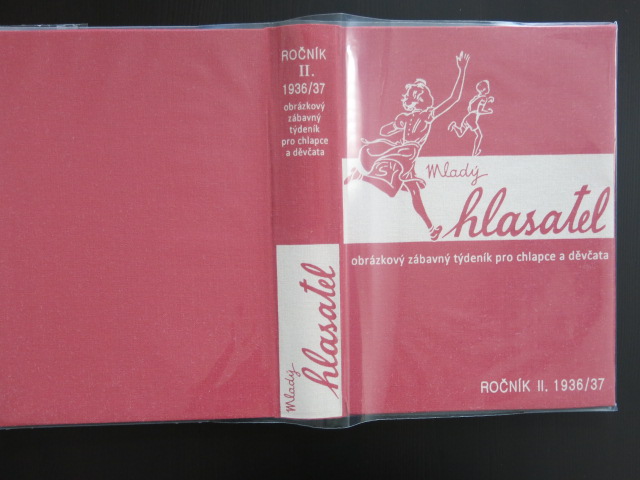 ROČNÍK
II.
1936/37
obrázkový
zábavný
týdeník
pro chlapce
a děvčata
Mladý
hlasatel
Mladý
hlasatel
obrázkový zábavný týdeník pro chlapce a děvčata
ROČNÍK II. 1936/37